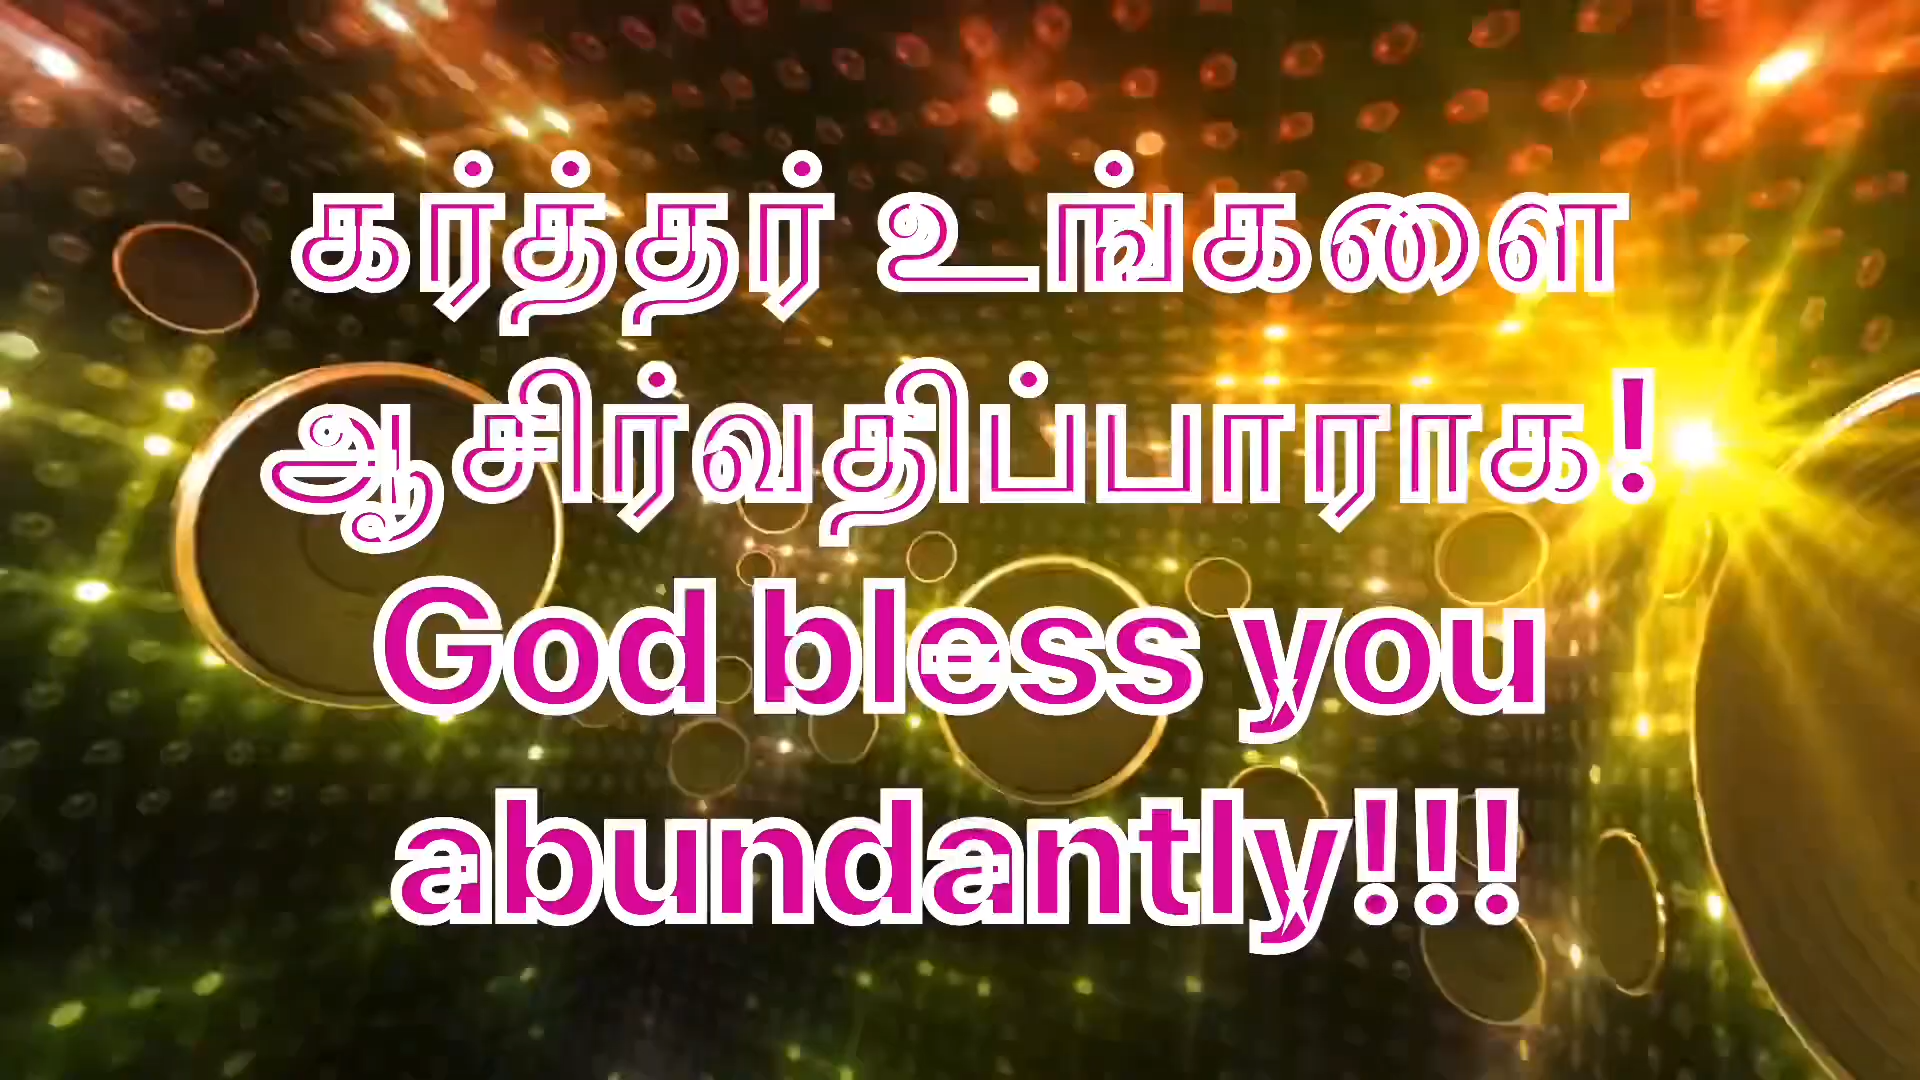 கர்த்தர் உங்களை
ஆசிர்வதிப்பாராக!
God bless you
abundantly!!!